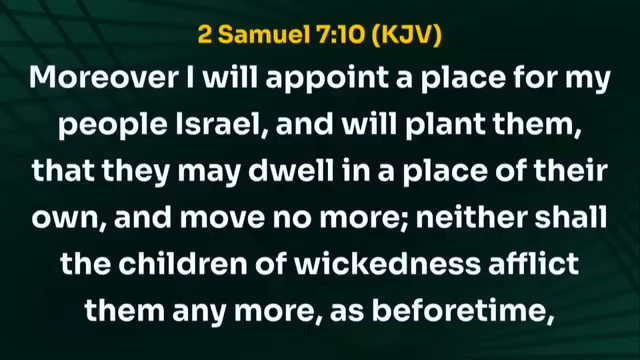 2 Samuel 7:10 (KJV)
Moreover I will appoint a place for my
people Israel, and will plant them,
that they may dwell in a place of their
own, and move no more; neither shall
the children of wickedness afflict
them any more, as beforetime,